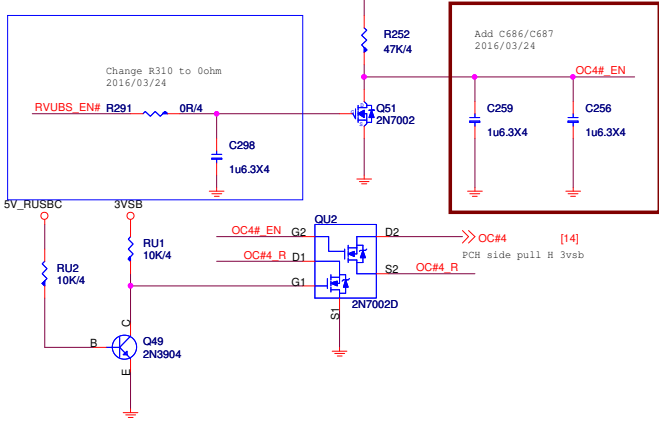 R252
47K/4
Add C686/C687
2016/03/24
OC4#_EN
Change R310 to 0ohm
2016/03/24
RVUBS_EN#
R291
0R/4
Q51
2N7002
C259
1u6.3X4
C256
1u6.3X4
C298
1u6.3X4
5V_RUSBC
3VSB
QU2
OC4#_EN
G2
D2
OC#4
[14]
PCH side pull H 3vsb
RU1
10K/4
RU2
10K/4
OC#4_R
D1
S2
OC#4_R
G1
2N7002D
S1
C
Q49
2N3904
B
E